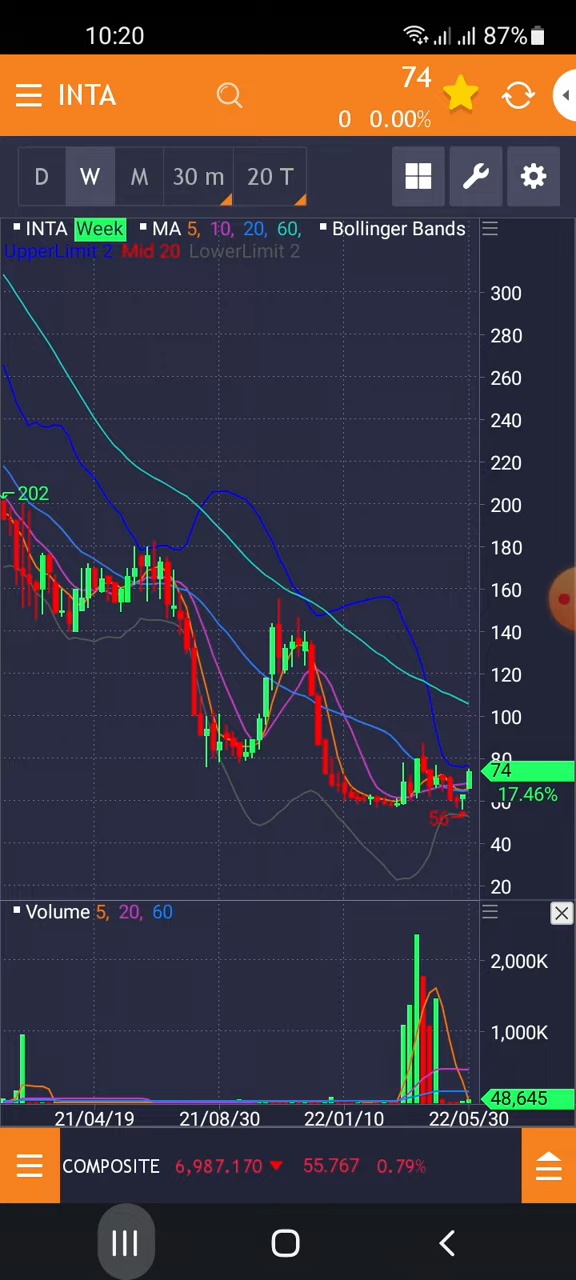 10:20 87%
INTA 74
0 0.00%
D W M 30 m 20 T
INTA Week MA 5, 10, 20, 60, Bollinger Bands
UpperLimit 2 Mid 20 LowerLimit 2
300
280
260
240
220
202
200
180
160
140
120
100
80
74
17.46%
60
56
40
20
Volume 5, 20, 60
2,000K
1,000K
48,645
21/04/19 21/08/30 22/01/10 22/05/30
COMPOSITE 6,987.170 55.767 0.79%